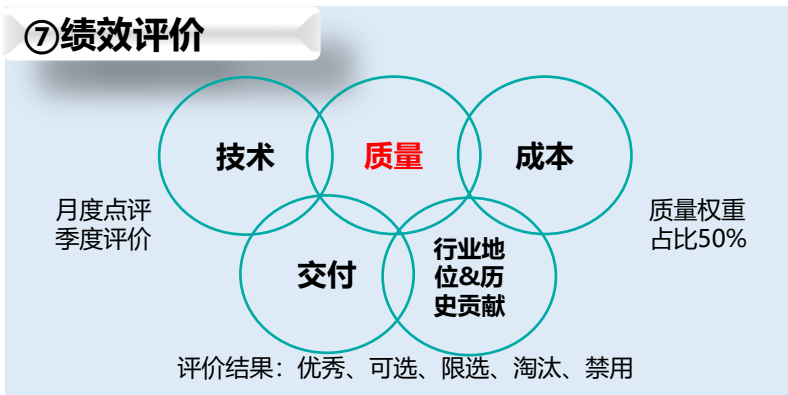 ⑦绩效评价
技术
质量
成本
月度点评
季度评价
质量权重
占比50%
交付
行业地
位&历
史贡献
评价结果：优秀、可选、限选、淘汰、禁用